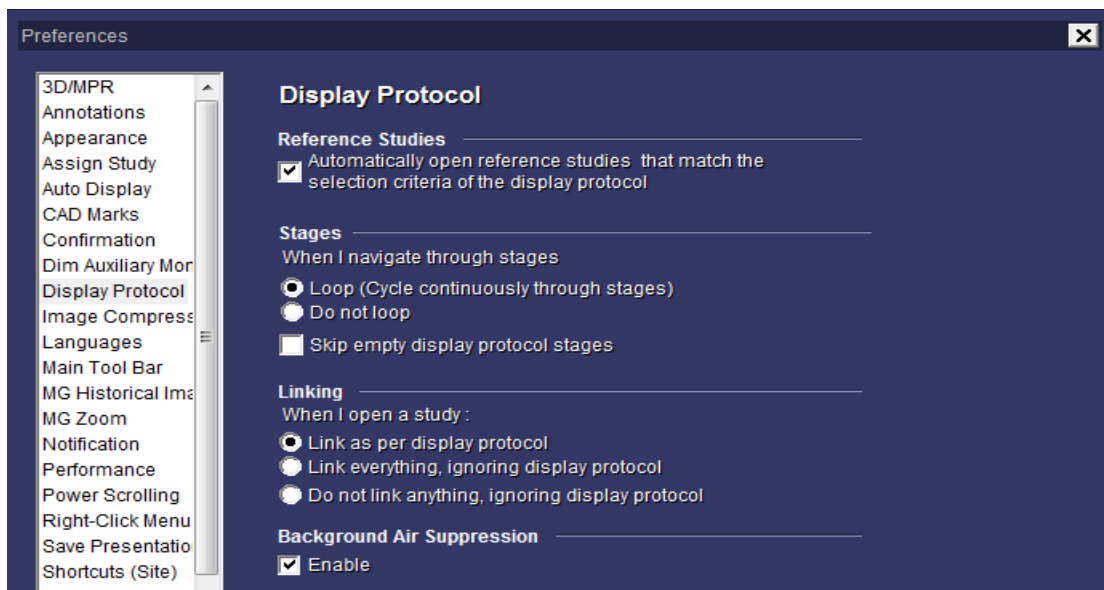 Preferences
3D/MPR
Annotations
Appearance
Assign Study
Auto Display
CAD Marks
Confirmation
Dim Auxiliary Mon
Display Protocol
Image Compress
Languages
Main Tool Bar
MG Historical Ima
MG Zoom
Notification
Performance
Power Scrolling
Right-Click Menu
Save Presentatio
Shortcuts (Site)
Display Protocol
Reference Studies
Automatically open reference studies that match the
selection criteria of the display protocol
Stages
When I navigate through stages
Loop (Cycle continuously through stages)
Do not loop
Skip empty display protocol stages
Linking
When I open a study :
Link as per display protocol
Link everything, ignoring display protocol
Do not link anything, ignoring display protocol
Background Air Suppression
Enable